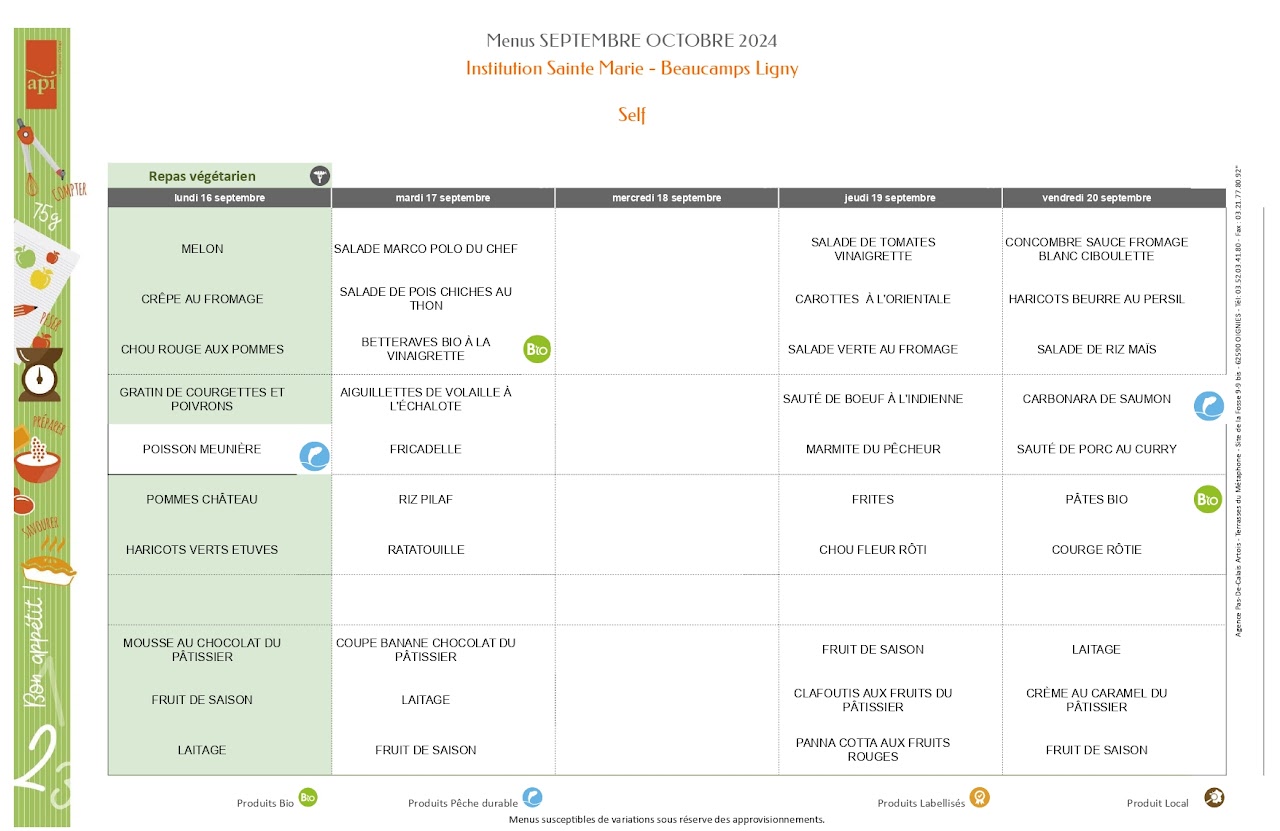 Menus SEPTEMBRE OCTOBRE 2024
Institution Sainte Marie - Beaucamps Ligny
Self
api
COMPTER
75g
PESER
PRÉPARER
SAVOURER
Bon appétit !
2
3
Repas végétarien
lundi 16 septembre
mardi 17 septembre
mercredi 18 septembre
jeudi 19 septembre
vendredi 20 septembre
MELON
SALADE MARCO POLO DU CHEF
SALADE DE TOMATES
VINAIGRETTE
CONCOMBRE SAUCE FROMAGE
BLANC CIBOULETTE
CRÊPE AU FROMAGE
SALADE DE POIS CHICHES AU
THON
CAROTTES À L'ORIENTALE
HARICOTS BEURRE AU PERSIL
CHOU ROUGE AUX POMMES
BETTERAVES BIO À LA
VINAIGRETTE
Bio
SALADE VERTE AU FROMAGE
SALADE DE RIZ MAÏS
GRATIN DE COURGETTES ET
POIVRONS
AIGUILLETTES DE VOLAILLE À
L'ÉCHALOTE
SAUTÉ DE BOEUF À L'INDIENNE
CARBONARA DE SAUMON
POISSON MEUNIÈRE
FRICADELLE
MARMITE DU PÊCHEUR
SAUTÉ DE PORC AU CURRY
POMMES CHÂTEAU
RIZ PILAF
FRITES
PÂTES BIO
Bio
HARICOTS VERTS ETUVES
RATATOUILLE
CHOU FLEUR RÔTI
COURGE RÔTIE
MOUSSE AU CHOCOLAT DU
PÂTISSIER
COUPE BANANE CHOCOLAT DU
PÂTISSIER
FRUIT DE SAISON
LAITAGE
FRUIT DE SAISON
LAITAGE
CLAFOUTIS AUX FRUITS DU
PÂTISSIER
CRÈME AU CARAMEL DU
PÂTISSIER
LAITAGE
FRUIT DE SAISON
PANNA COTTA AUX FRUITS
ROUGES
FRUIT DE SAISON
Agence Pas-De-Calais Artois - Terrasses du Métaphone - Site de la Fosse 9-9 bis - 62590 OIGNIES - Tél: 03.52.03.41.80 - Fax : 03.21.77.80.92"
Produits Bio Bio
Produits Pêche durable
Produits Labellisés
Produit Local
Menus susceptibles de variations sous réserve des approvisionnements.